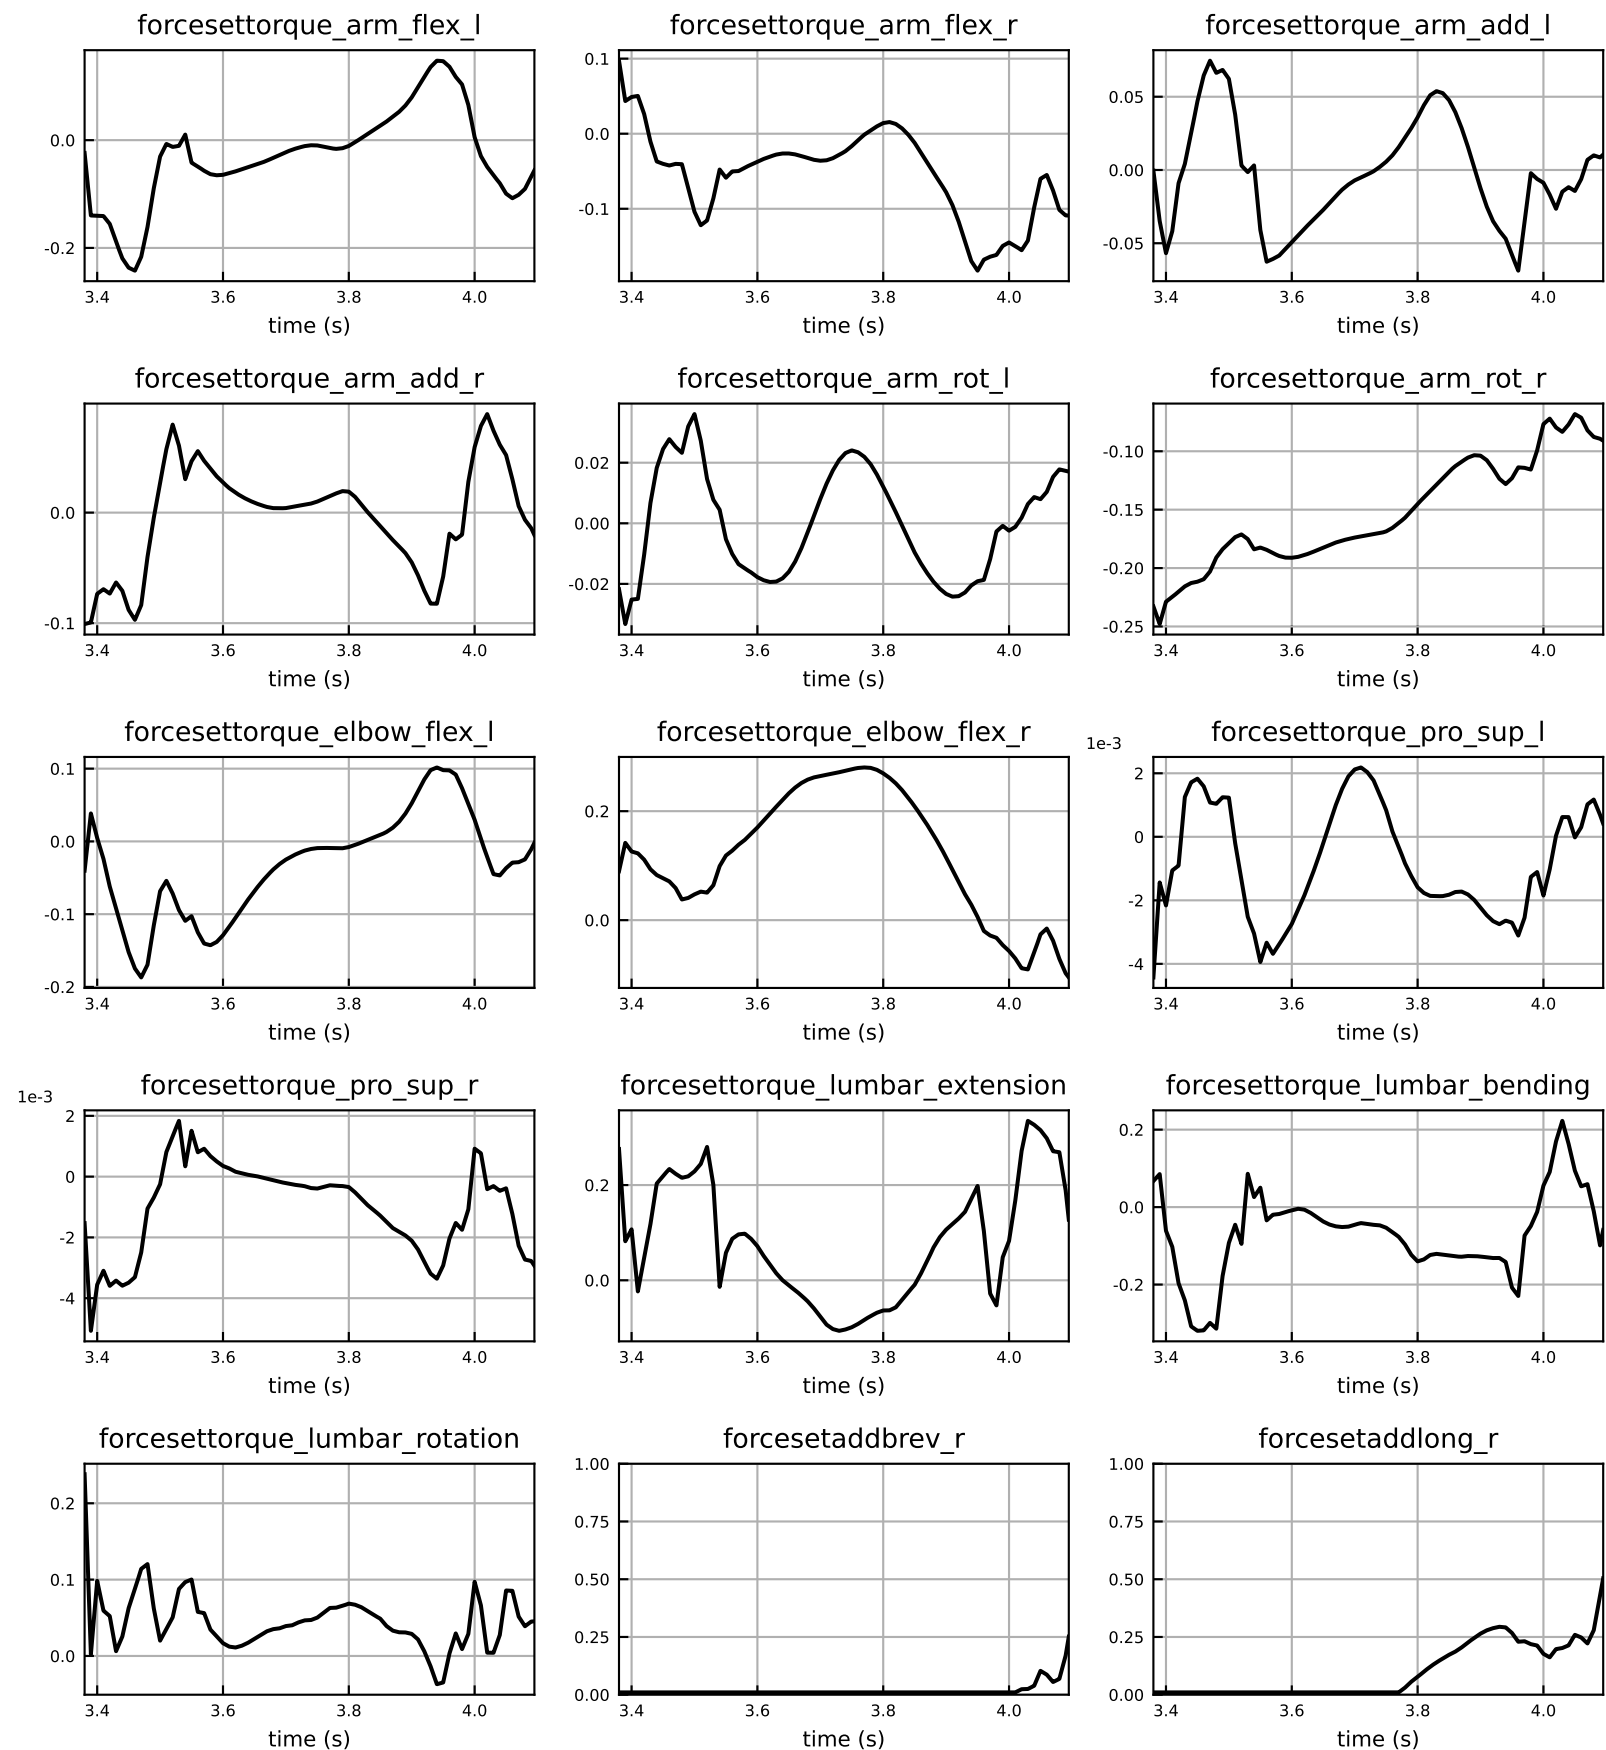 forcesettorque_arm_flex_l
0.0
-0.2
3.4 3.6 3.8 4.0
time (s)
forcesettorque_arm_flex_r
0.1
0.0
-0.1
3.4 3.6 3.8 4.0
time (s)
forcesettorque_arm_add_l
0.05
0.00
-0.05
3.4 3.6 3.8 4.0
time (s)
forcesettorque_arm_add_r
0.0
-0.1
3.4 3.6 3.8 4.0
time (s)
forcesettorque_arm_rot_l
0.02
0.00
-0.02
3.4 3.6 3.8 4.0
time (s)
forcesettorque_arm_rot_r
-0.10
-0.15
-0.20
-0.25
3.4 3.6 3.8 4.0
time (s)
forcesettorque_elbow_flex_l
0.1
0.0
-0.1
-0.2
3.4 3.6 3.8 4.0
time (s)
forcesettorque_elbow_flex_r
0.2
0.0
3.4 3.6 3.8 4.0
time (s)
forcesettorque_pro_sup_l
1e-3
2
0
-2
-4
3.4 3.6 3.8 4.0
time (s)
forcesettorque_pro_sup_r
1e-3
2
0
-2
-4
3.4 3.6 3.8 4.0
time (s)
forcesettorque_lumbar_extension
0.2
0.0
3.4 3.6 3.8 4.0
time (s)
forcesettorque_lumbar_bending
0.2
0.0
-0.2
3.4 3.6 3.8 4.0
time (s)
forcesettorque_lumbar_rotation
0.2
0.1
0.0
3.4 3.6 3.8 4.0
time (s)
forcesetaddbrev_r
1.00
0.75
0.50
0.25
0.00
3.4 3.6 3.8 4.0
time (s)
forcesetaddlong_r
1.00
0.75
0.50
0.25
0.00
3.4 3.6 3.8 4.0
time (s)